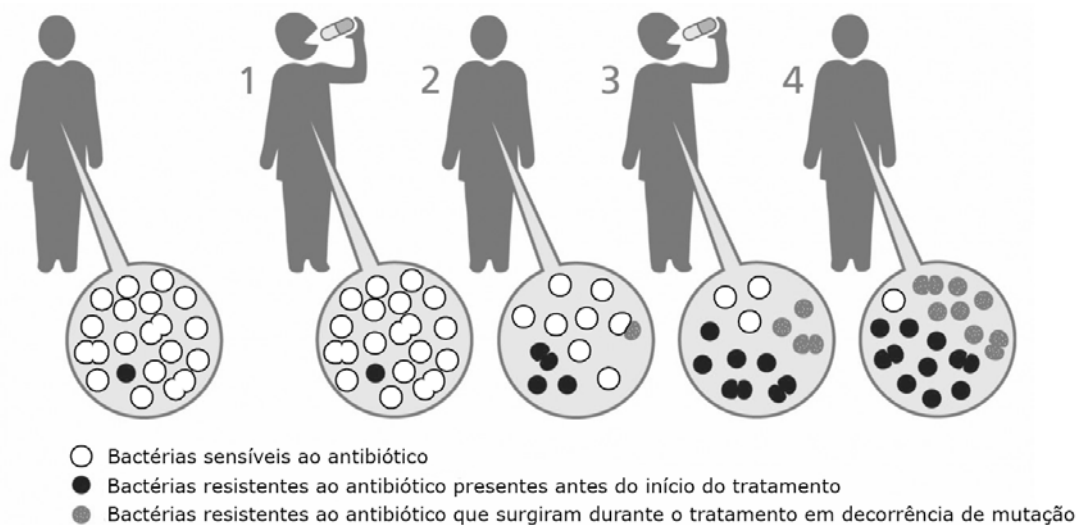 1
2
3
4
Bactérias sensíveis ao antibiótico
Bactérias resistentes ao antibiótico presentes antes do início do tratamento
Bactérias resistentes ao antibiótico que surgiram durante o tratamento em decorrência de mutação